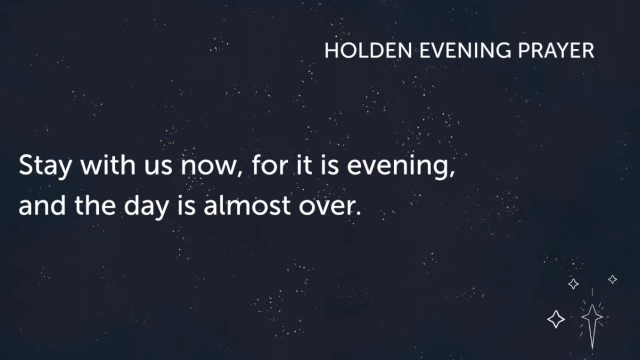 HOLDEN EVENING PRAYER
Stay with us now, for it is evening,
and the day is almost over.